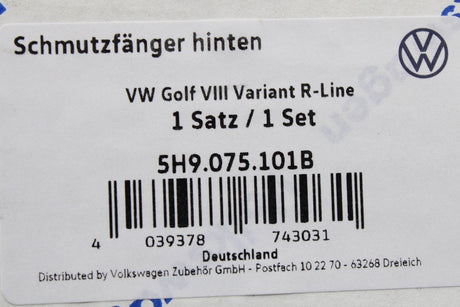 Schmutzfänger hinten
VW Golf VIII Variant R-Line
1 Satz / 1 Set
5H9.075.101B
4 039378 743031
Deutschland
Distributed by Volkswagen Zubehör GmbH - Postfach 10 22 70 - 63268 Dreieich